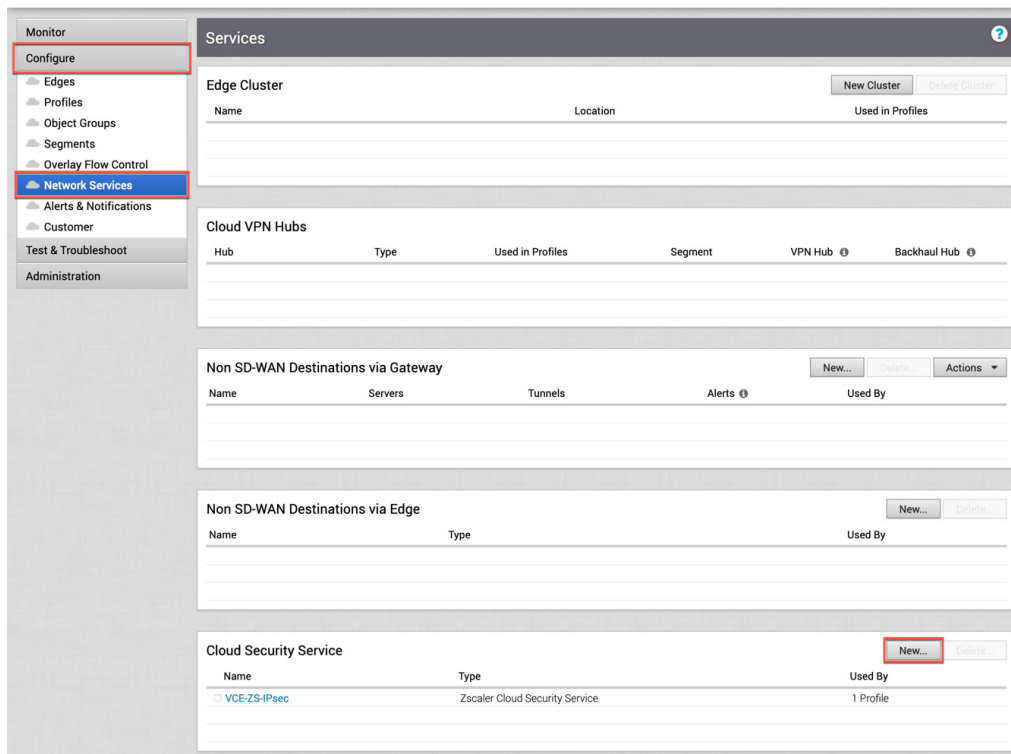 Monitor
Configure
Edges
Profiles
Object Groups
Segments
Overlay Flow Control
Network Services
Alerts & Notifications
Customer
Test & Troubleshoot
Administration
Services ?
Edge Cluster New Cluster Delete Cluster
Name Location Used in Profiles
Cloud VPN Hubs
Hub Type Used in Profiles Segment VPN Hub Backhaul Hub
Non SD-WAN Destinations via Gateway New... Delete... Actions
Name Servers Tunnels Alerts Used By
Non SD-WAN Destinations via Edge New... Delete...
Name Type Used By
Cloud Security Service New... Delete...
Name Type Used By
VCE-ZS-IPsec Zscaler Cloud Security Service 1 Profile